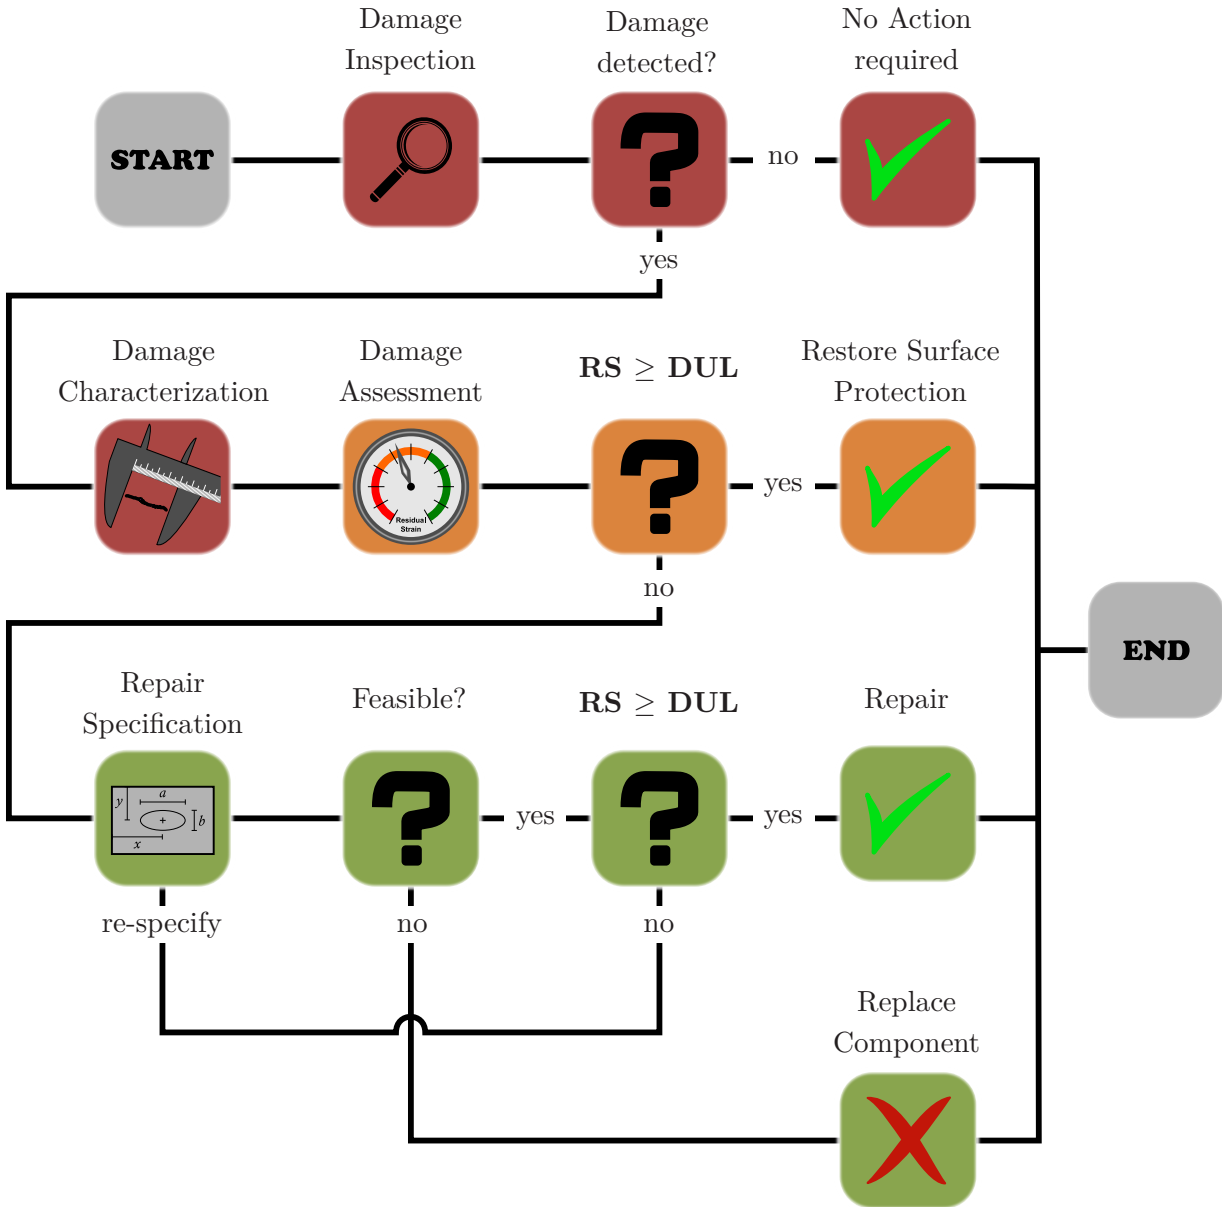 Damage
Inspection
Damage
detected?
No Action
required
START
no
yes
Damage
Characterization
Damage
Assessment
RS ≥ DUL
Restore Surface
Protection
Residual
Strain
yes
no
END
Repair
Specification
Feasible?
RS ≥ DUL
Repair
y
a
b
x
yes
yes
re-specify
no
no
Replace
Component